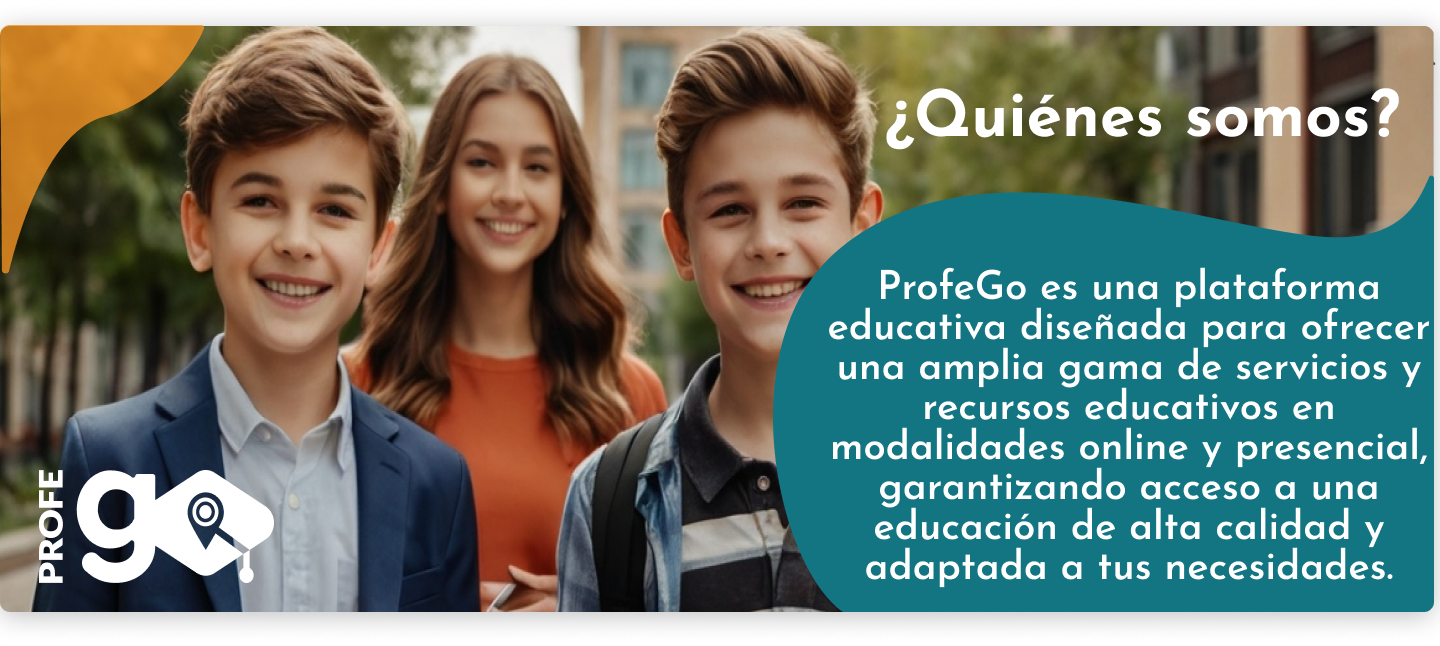 ¿Quiénes somos?
ProfeGo es una plataforma
educativa diseñada para ofrecer
una amplia gama de servicios y
recursos educativos en
modalidades online y presencial,
garantizando acceso a una
educación de alta calidad y
adaptada a tus necesidades.
PROFE
go